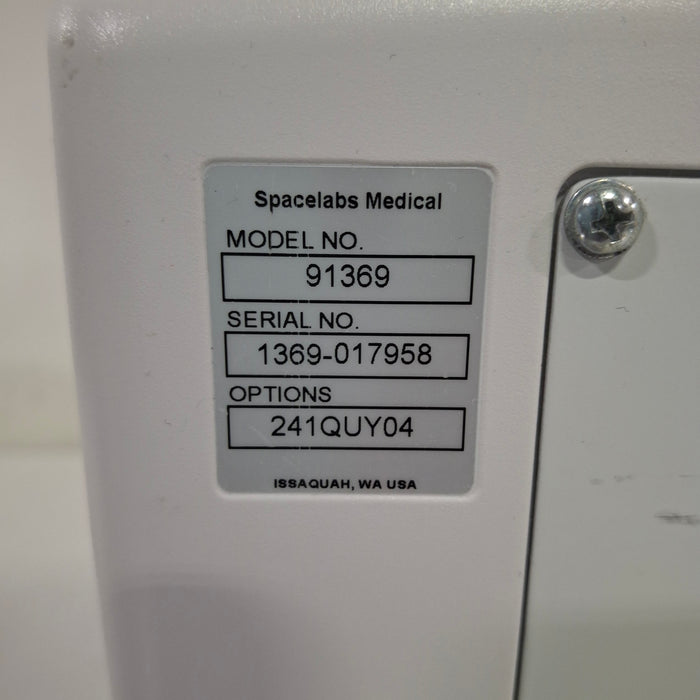 Spacelabs Medical
MODEL NO.
91369
SERIAL NO.
1369-017958
OPTIONS
241QUY04
ISSAQUAH, WA USA